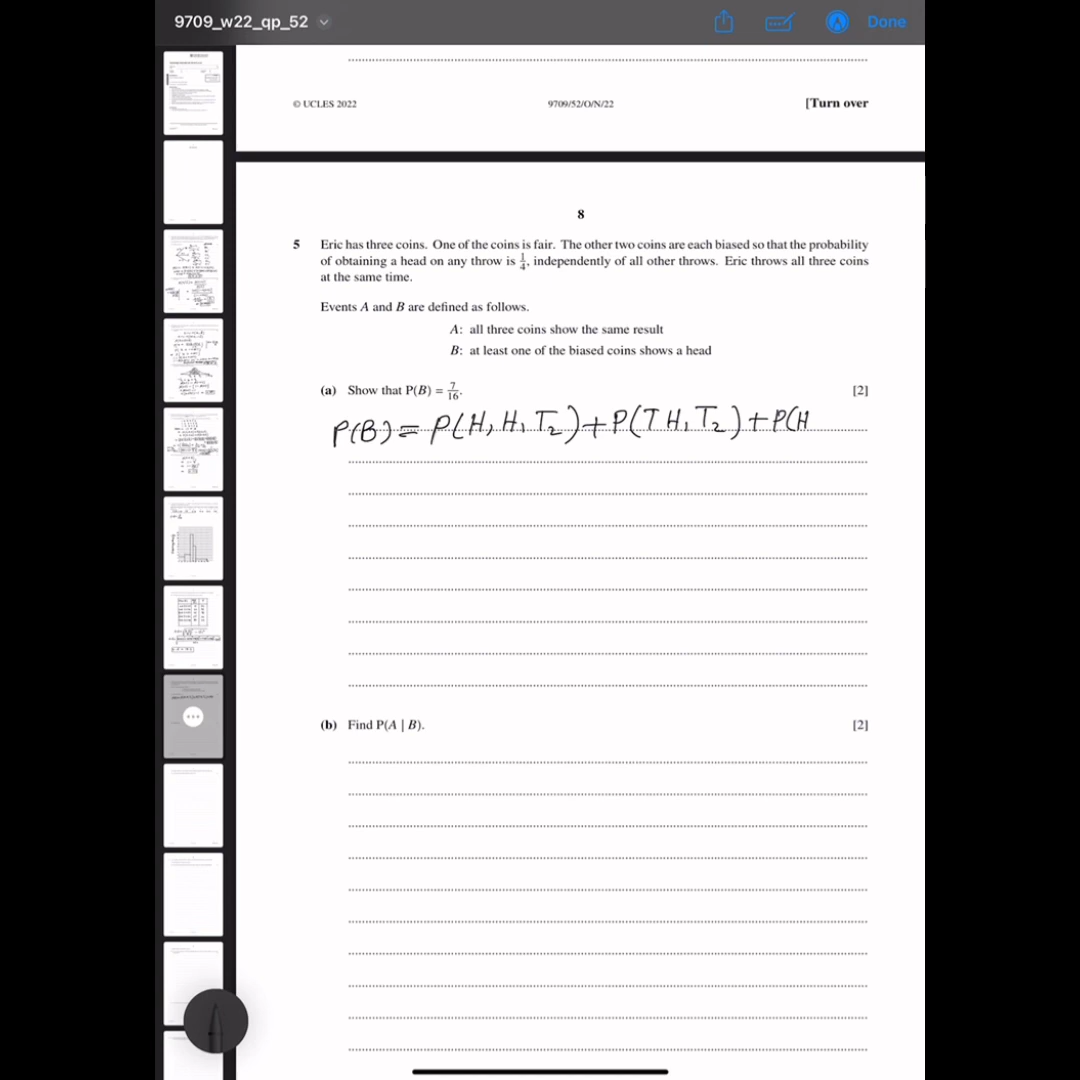 9709_w22_qp_52
Done
© UCLES 2022
9709/52/O/N/22
[Turn over
8
5 Eric has three coins. One of the coins is fair. The other two coins are each biased so that the probability
of obtaining a head on any throw is 1/4, independently of all other throws. Eric throws all three coins
at the same time.
Events A and B are defined as follows.
A: all three coins show the same result
B: at least one of the biased coins shows a head
(a) Show that P(B) = 7/16. [2]
P(B) = P(H, H₁ T₂) + P(T H₁ T₂) + P(H
(b) Find P(A | B). [2]